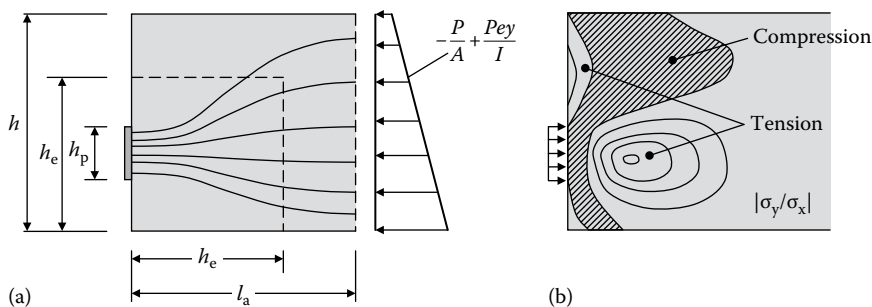 h
h_e
h_p
h_e
l_a
−P/A + Pey/I
(a)
Compression
Tension
|σ_y/σ_x|
(b)